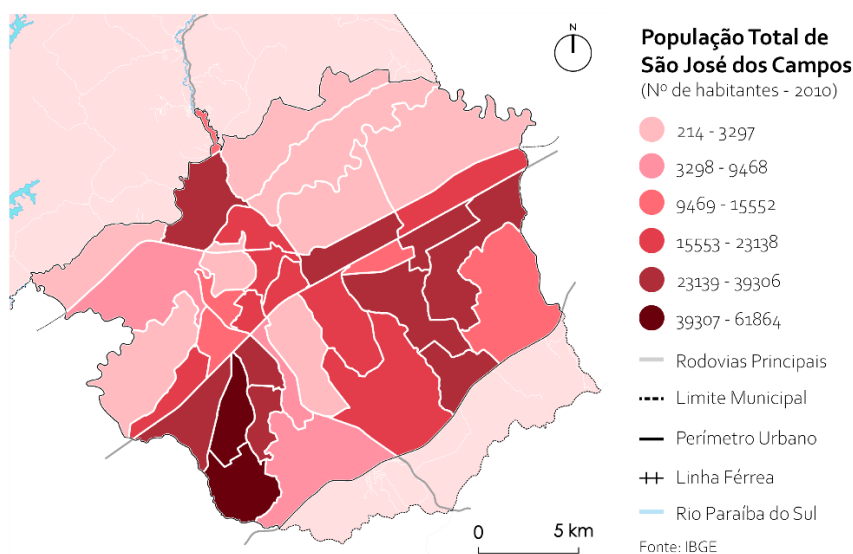 N
População Total de
São José dos Campos
(Nº de habitantes - 2010)
214 - 3297
3298 - 9468
9469 - 15552
15553 - 23138
23139 - 39306
39307 - 61864
Rodovias Principais
Limite Municipal
Perímetro Urbano
Linha Férrea
Rio Paraíba do Sul
0 5 km
Fonte: IBGE